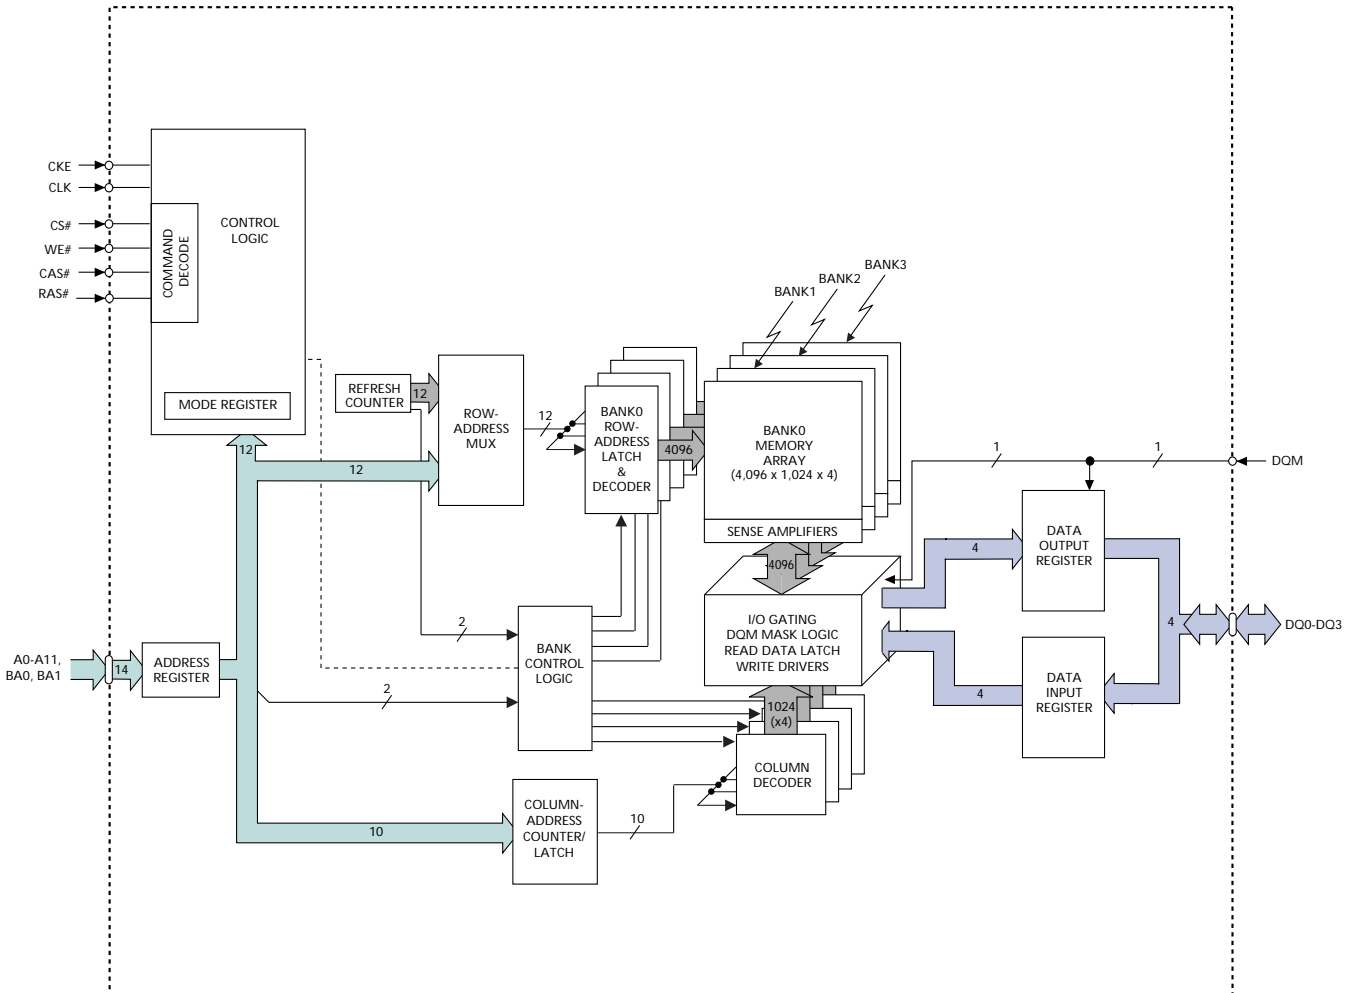 CKE
CLK
CS#
WE#
CAS#
RAS#
COMMAND
DECODE
CONTROL
LOGIC
MODE REGISTER
12
12
REFRESH
COUNTER
12
ROW-
ADDRESS
MUX
12
BANK0
ROW-
ADDRESS
LATCH
&
DECODER
4096
BANK1
BANK2
BANK3
BANK0
MEMORY
ARRAY
(4,096 x 1,024 x 4)
SENSE AMPLIFIERS
4096
I/O GATING
DQM MASK LOGIC
READ DATA LATCH
WRITE DRIVERS
1024
(x4)
COLUMN
DECODER
1
1
DQM
DATA
OUTPUT
REGISTER
4
4
DQ0-DQ3
DATA
INPUT
REGISTER
4
A0-A11,
BA0, BA1
14
ADDRESS
REGISTER
2
2
BANK
CONTROL
LOGIC
10
COLUMN-
ADDRESS
COUNTER/
LATCH
10